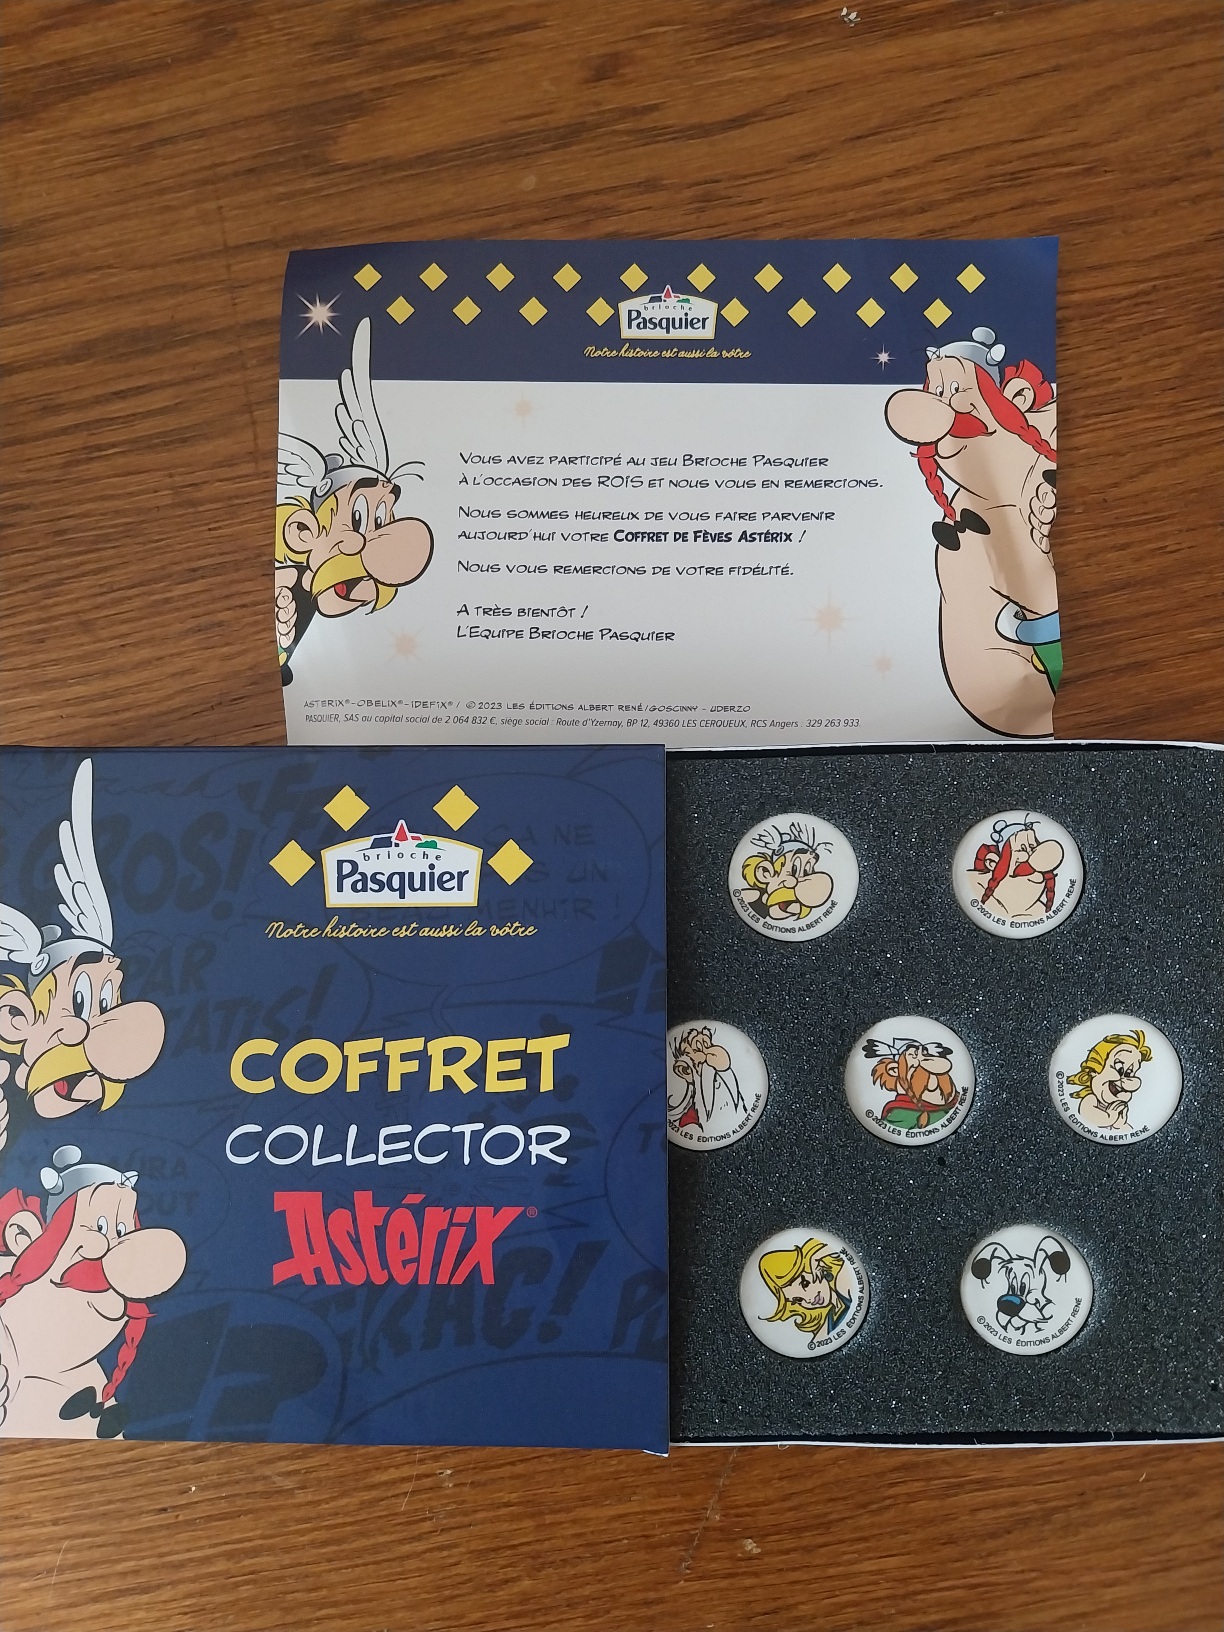 brioche
Pasquier
Notre histoire est aussi la vôtre
VOUS AVEZ PARTICIPÉ AU JEU BRIOCHE PASQUIER
À L'OCCASION DES ROIS ET NOUS VOUS EN REMERCIONS.
NOUS SOMMES HEUREUX DE VOUS FAIRE PARVENIR
AUJOURD'HUI VOTRE COFFRET DE FÈVES ASTÉRIX !
NOUS VOUS REMERCIONS DE VOTRE FIDÉLITÉ.
A TRÈS BIENTÔT !
L'EQUIPE BRIOCHE PASQUIER
ASTERIX®-OBELIX®-IDEFIX® / © 2023 LES ÉDITIONS ALBERT RENÉ/GOSCINNY - UDERZO
PASQUIER, SAS au capital social de 2 064 832 €, siège social : Route d'Yzernay, BP 12, 49360 LES CERQUEUX, RCS Angers : 329 263 933.
brioche
Pasquier
Notre histoire est aussi la vôtre
COFFRET
COLLECTOR
Astérix®
GROS!
PAR
A NE
UN
MENHIR
CRAC!
©2023 LES ÉDITIONS ALBERT RENÉ
©2023 LES ÉDITIONS ALBERT RENÉ
LES ÉDITIONS ALBERT RENÉ
©2023 LES ÉDITIONS ALBERT RENÉ
©2023 LES ÉDITIONS ALBERT RENÉ
©2023 LES ÉDITIONS ALBERT RENÉ
©2023 LES ÉDITIONS ALBERT RENÉ